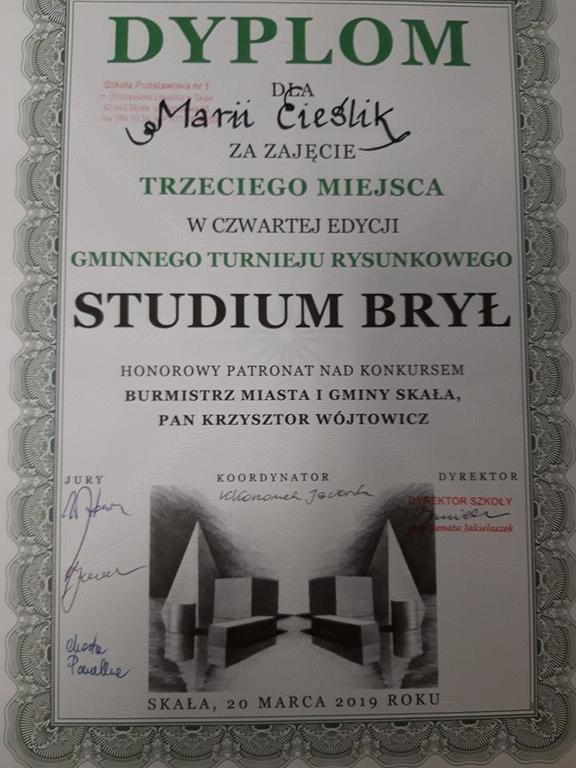 DYPLOM
Szkoła Podstawowa nr 1
DLA
Marii Cieślik
ZA ZAJĘCIE
TRZECIEGO MIEJSCA
W CZWARTEJ EDYCJI
GMINNEGO TURNIEJU RYSUNKOWEGO
STUDIUM BRYŁ
HONOROWY PATRONAT NAD KONKURSEM
BURMISTRZ MIASTA I GMINY SKAŁA,
PAN KRZYSZTOR WÓJTOWICZ
JURY KOORDYNATOR DYREKTOR
DYREKTOR SZKOŁY
Renata Jakielaszek
SKAŁA, 20 MARCA 2019 ROKU